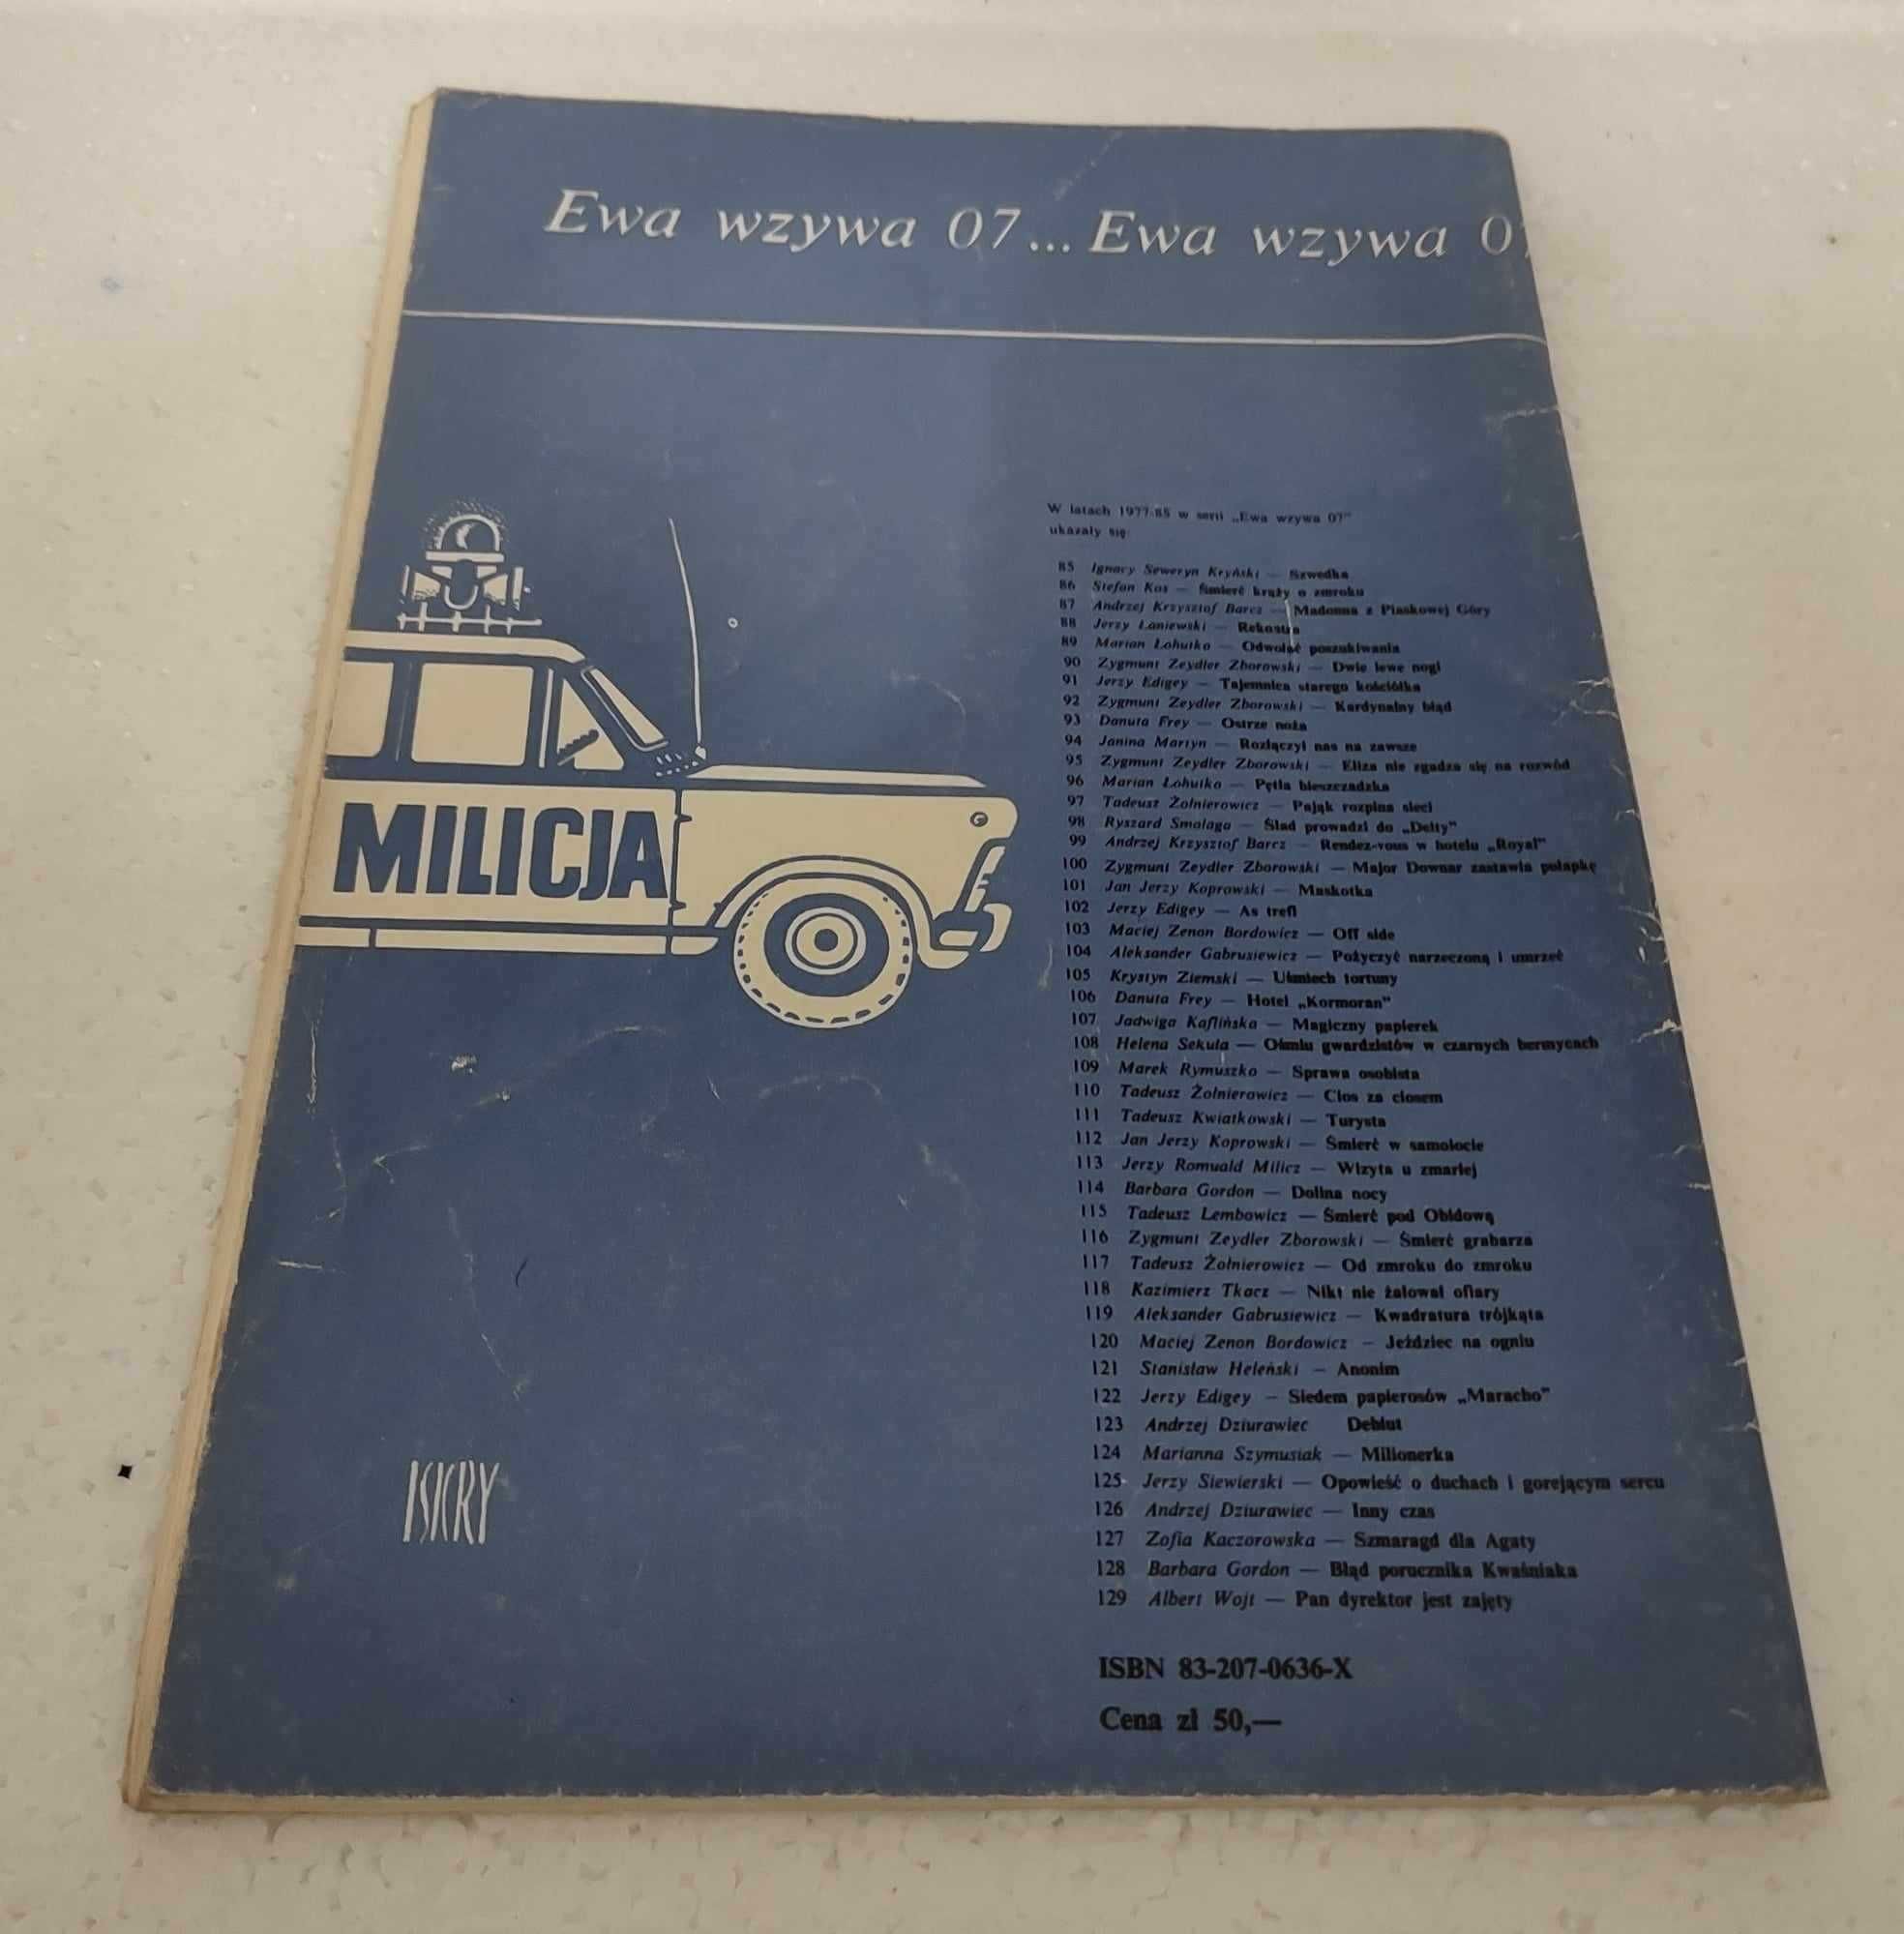 Ewa wzywa 07... Ewa wzywa 07
W latach 1977-85 w serii „Ewa wzywa 07”
ukazały się:
85 Ignacy Seweryn Kryński — Szwedka
86 Stefan Kos — Śmierć krąży o zmroku
87 Andrzej Krzysztof Barcz — Madonna z Piaskowej Góry
88 Jerzy Łaniewski —
89 Marian Łohutko — Odwołać poszukiwania
90 Zygmunt Zeydler Zborowski — Dwie lewe nogi
91 Jerzy Edigey — Tajemnica starego kościółka
92 Zygmunt Zeydler Zborowski — Kardynalny błąd
93 Danuta Frey — Ostrze noża
94 Janina Martyn — Rozłączył nas na zawsze
95 Zygmunt Zeydler Zborowski — Eliza nie zgadza się na rozwód
96 Marian Łohutko — Pętla bieszczadzka
97 Tadeusz Żołnierowicz — Pająk rozpina sieci
98 Ryszard Smalaga — Ślad prowadzi do „Delty”
99 Andrzej Krzysztof Barcz — Rendez-vous w hotelu „Royal”
100 Zygmunt Zeydler Zborowski — Major Downar zastawia pułapkę
101 Jan Jerzy Koprowski — Maskotka
102 Jerzy Edigey — As trefl
103 Maciej Zenon Bordowicz — Off side
104 Aleksander Gabrusiewicz — Pożyczyć narzeczoną i umrzeć
105 Krystyn Ziemski — Uśmiech fortuny
106 Danuta Frey — Hotel „Kormoran”
107 Jadwiga Kaflińska — Magiczny papierek
108 Helena Sekuła — Ośmiu gwardzistów w czarnych bermycach
109 Marek Rymuszko — Sprawa osobista
110 Tadeusz Żołnierowicz — Cios za ciosem
111 Tadeusz Kwiatkowski — Turysta
112 Jan Jerzy Koprowski — Śmierć w samolocie
113 Jerzy Romuald Milicz — Wizyta u zmarłej
114 Barbara Gordon — Dolina nocy
115 Tadeusz Lembowicz — Śmierć pod Obidową
116 Zygmunt Zeydler Zborowski — Śmierć grabarza
117 Tadeusz Żołnierowicz — Od zmroku do zmroku
118 Kazimierz Tkacz — Nikt nie żałował ofiary
119 Aleksander Gabrusiewicz — Kwadratura trójkąta
120 Maciej Zenon Bordowicz — Jeździec na ogniu
121 Stanisław Heleński — Anonim
122 Jerzy Edigey — Siedem papierosów „Maracho”
123 Andrzej Dziurawiec Debiut
124 Marianna Szymusiak — Milionerka
125 Jerzy Siewierski — Opowieść o duchach i gorejącym sercu
126 Andrzej Dziurawiec — Inny czas
127 Zofia Kaczorowska — Szmaragd dla Agaty
128 Barbara Gordon — Błąd porucznika Kwaśniaka
129 Albert Wojt — Pan dyrektor jest zajęty
ISBN 83-207-0636-X
Cena zł 50,—
MILICJA
ISKRY